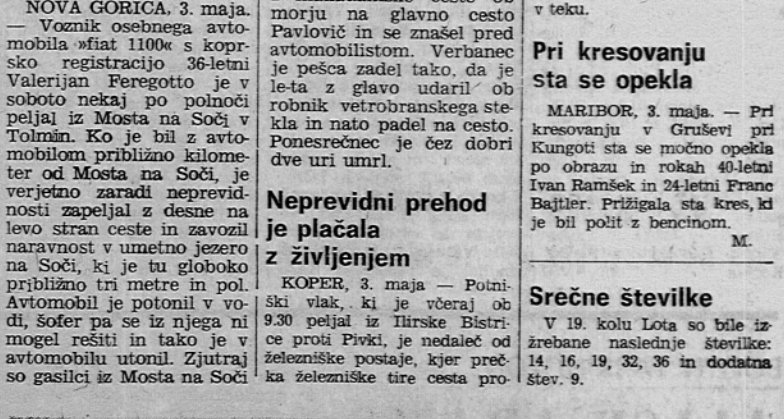 NOVA GORICA, 3. maja.
— Voznik osebnega avto-
mobila »fiat 1100« s kopr-
sko registracijo 36-letni
Valerijan Feregotto je v
soboto nekaj po polnoči
peljal iz Mosta na Soči v
Tolmin. Ko je bil z avto-
mobilom približno kilome-
ter od Mosta na Soči, je
verjetno zaradi neprevid-
nosti zapeljal z desne na
levo stran ceste in zavozil
naravnost v umetno jezero
na Soči, ki je tu globoko
približno tri metre in pol.
Avtomobil je potonil v vo-
di, šofer pa se iz njega ni
mogel rešiti in tako je v
avtomobilu utonil. Zjutraj
so gasilci iz Mosta na Soči
morju na glavno cesto
Pavlovič in se znašel pred
avtomobilistom. Verbanec
je pešca zadel tako, da je
le-ta z glavo udaril ob
robnik vetrobranskega ste-
kla in nato padel na cesto.
Ponesrečnec je čez dobri
dve uri umrl.
Neprevidni prehod
je plačala
z življenjem
KOPER, 3. maja — Potni-
ški vlak, ki je včeraj ob
9.30 peljal iz Ilirske Bistri-
ce proti Pivki, je nedaleč od
železniške postaje, kjer preč-
ka železniške tire cesta pro-
v teku.
Pri kresovanju
sta se opekla
MARIBOR, 3. maja. — Pri
kresovanju v Gruševi pri
Kungoti sta se močno opekla
po obrazu in rokah 40-letni
Ivan Ramšek in 24-letni Franc
Bajtler. Prižigala sta kres, ki
je bil polit z bencinom.
M.
Srečne številke
V 19. kolu Lota so bile iz-
žrebane naslednje številke:
14, 16, 19, 32, 36 in dodatna
štev. 9.